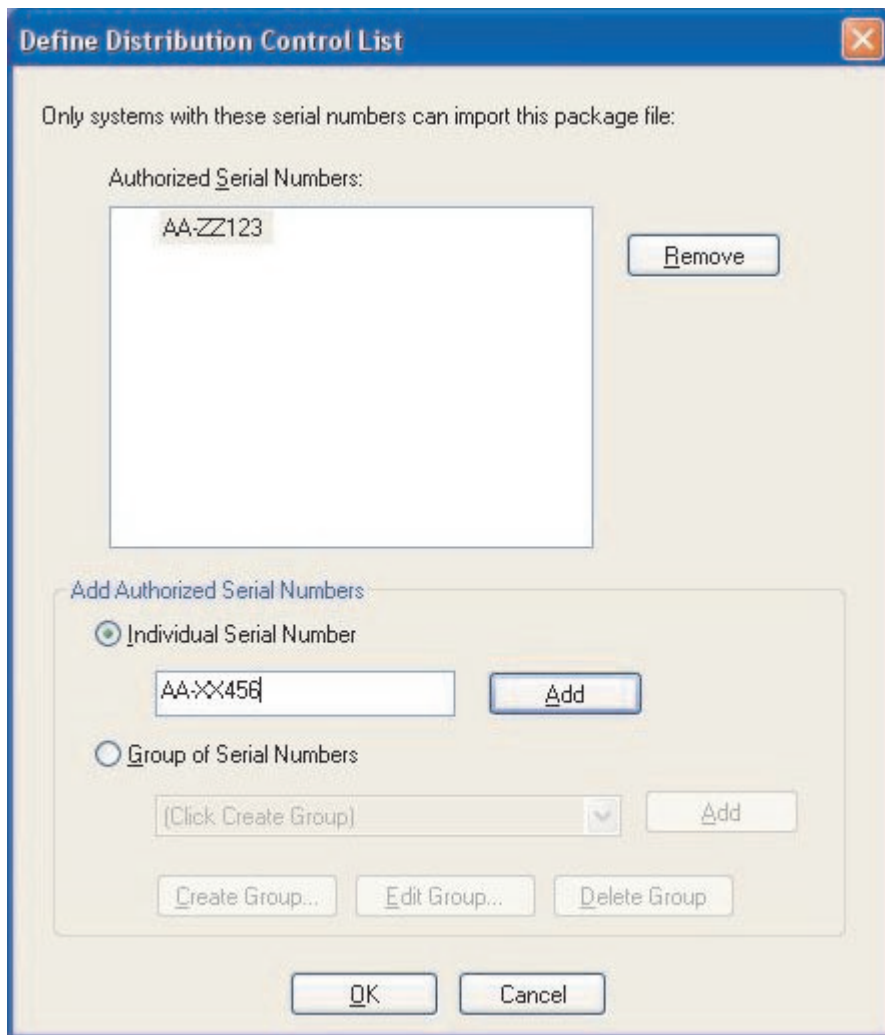 Define Distribution Control List
Only systems with these serial numbers can import this package file:
Authorized Serial Numbers:
AA-ZZ123
Remove
Add Authorized Serial Numbers
Individual Serial Number
AA-XX456
Add
Group of Serial Numbers
(Click Create Group)
Add
Create Group...
Edit Group...
Delete Group
OK
Cancel